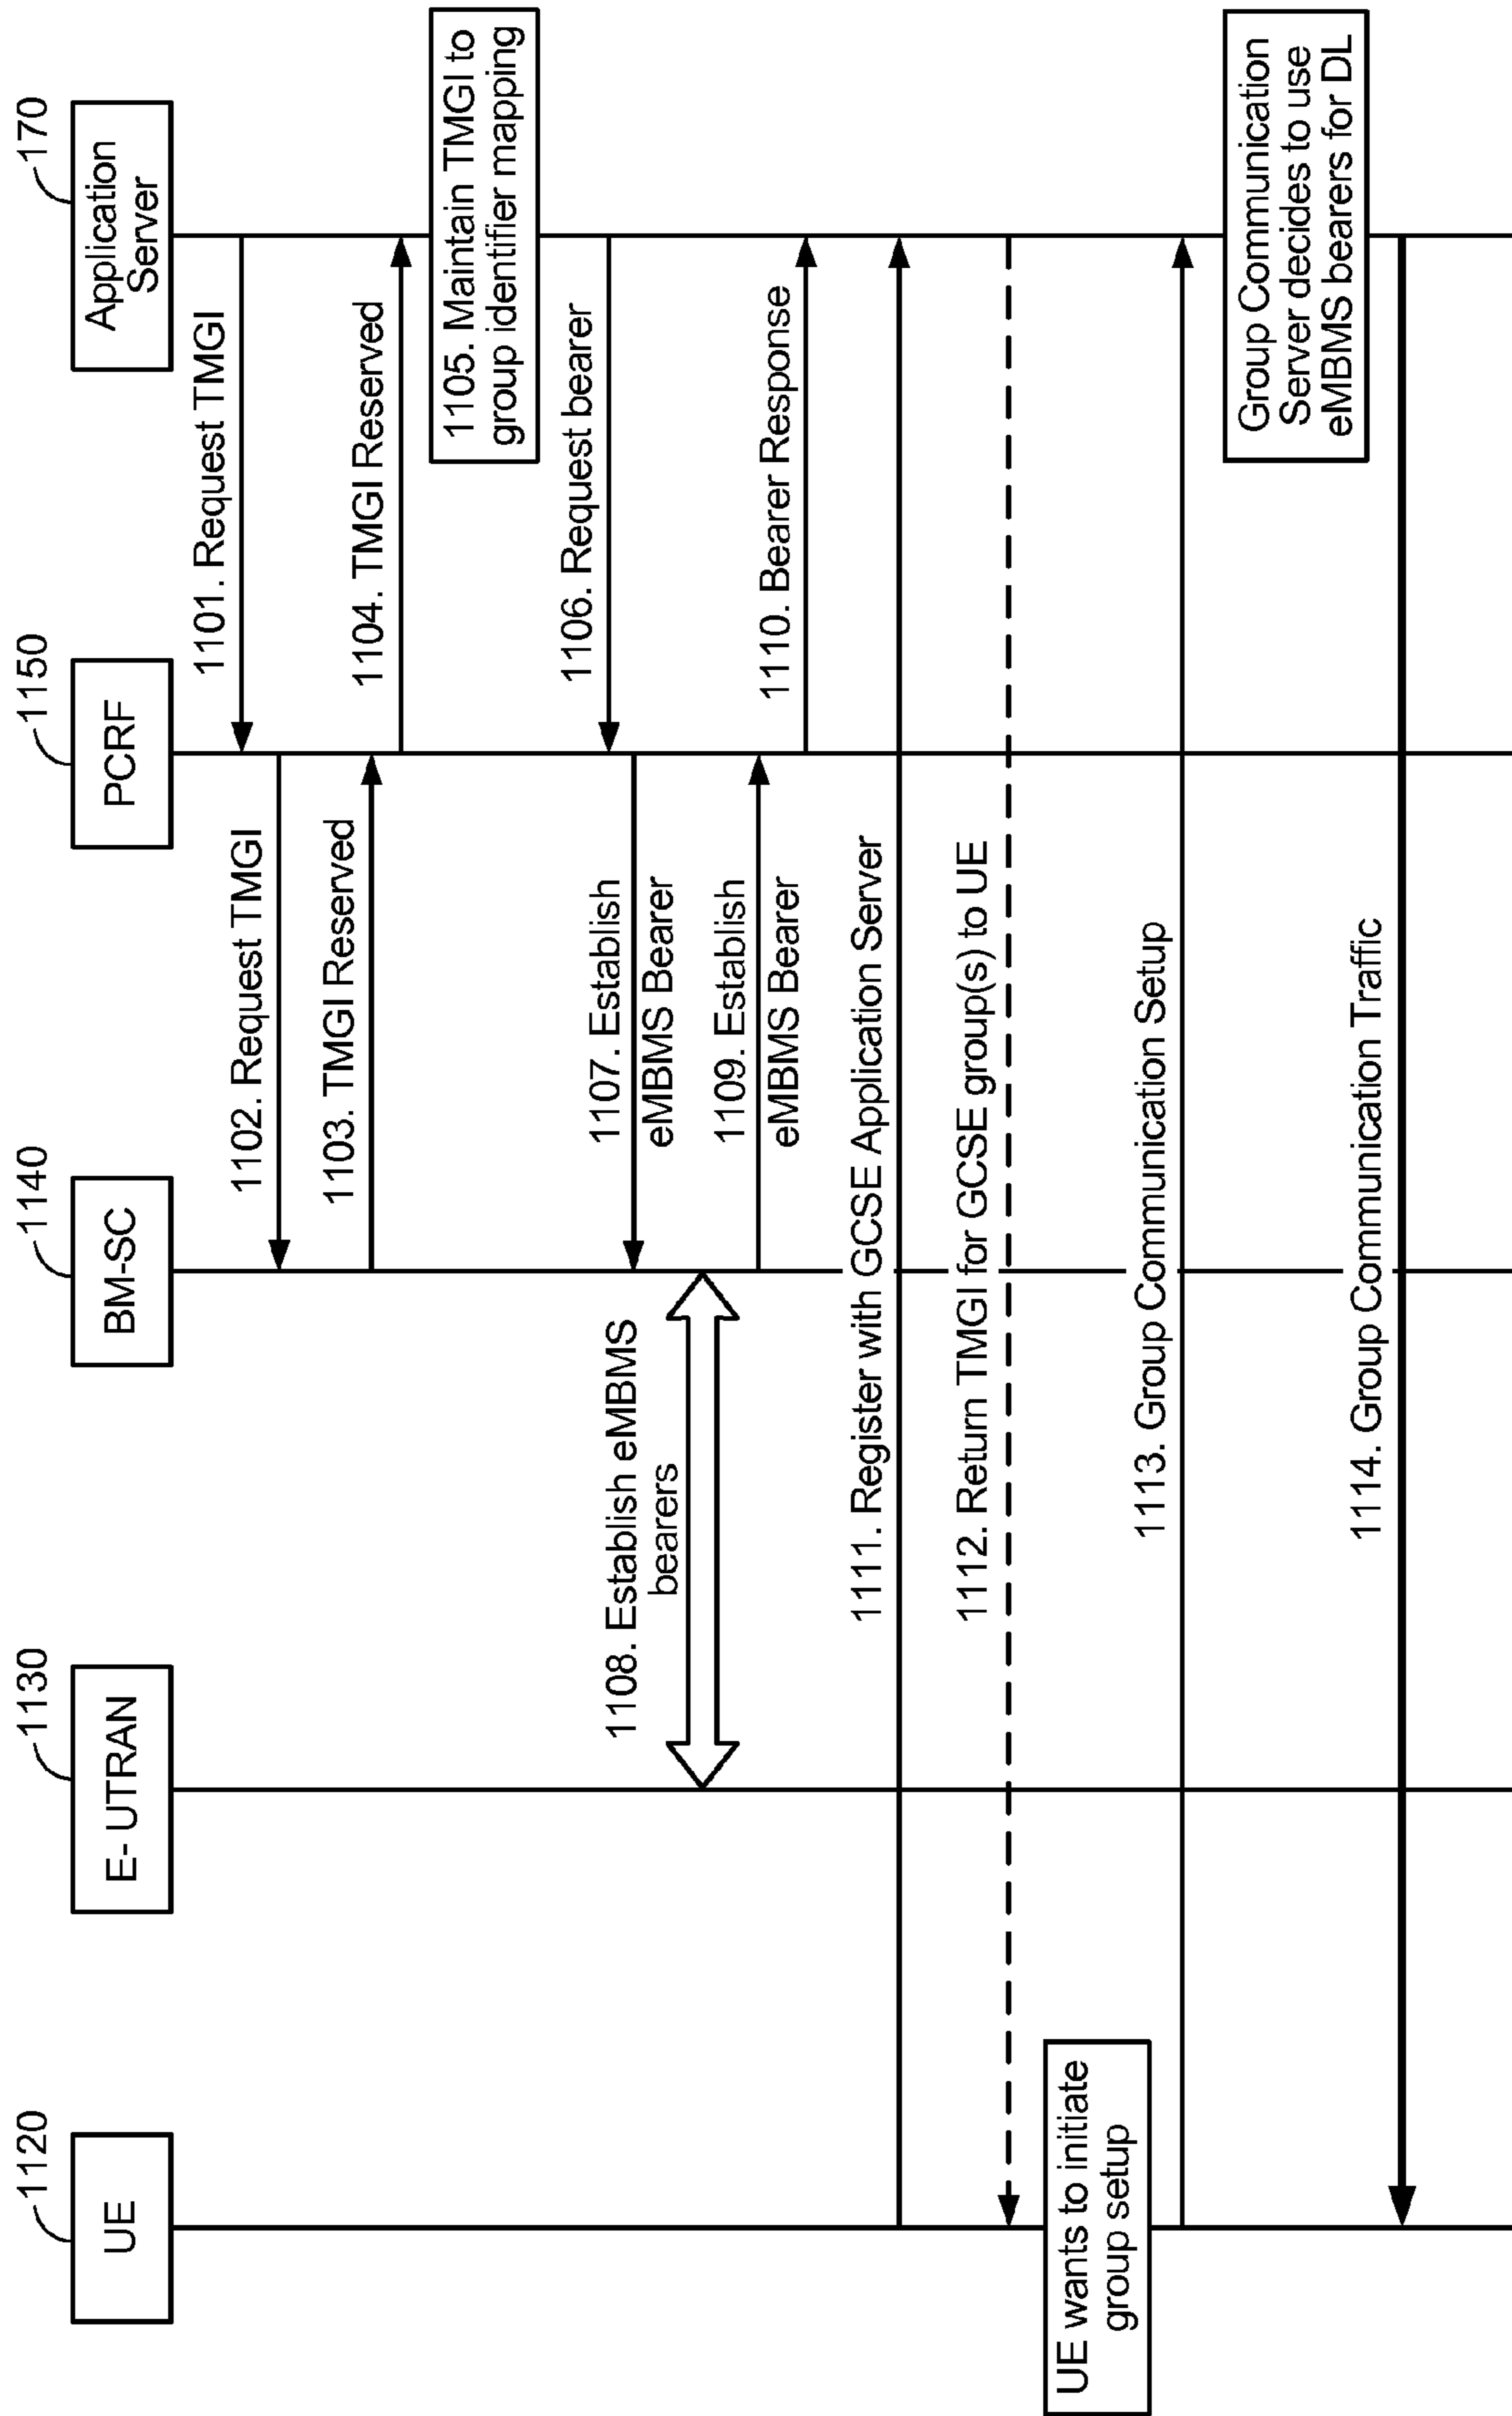 1120
1130
1140
1150
170
UE
E- UTRAN
BM-SC
PCRF
Application
Server
1101. Request TMGI
1102. Request TMGI
1103. TMGI Reserved
1104. TMGI Reserved
1105. Maintain TMGI to
group identifier mapping
1106. Request bearer
1107. Establish
eMBMS Bearer
1108. Establish eMBMS
bearers
1109. Establish
eMBMS Bearer
1110. Bearer Response
1111. Register with GCSE Application Server
1112. Return TMGI for GCSE group(s) to UE
UE wants to initiate
group setup
1113. Group Communication Setup
Group Communication
Server decides to use
eMBMS bearers for DL
1114. Group Communication Traffic